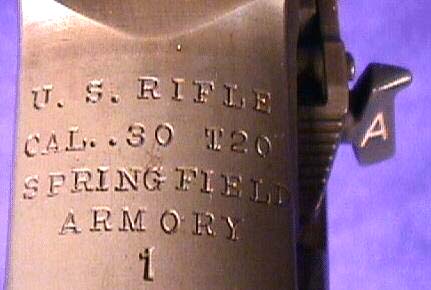 U. S. RIFLE
CAL. .30 T20
SPRINGFIELD
ARMORY
1
A